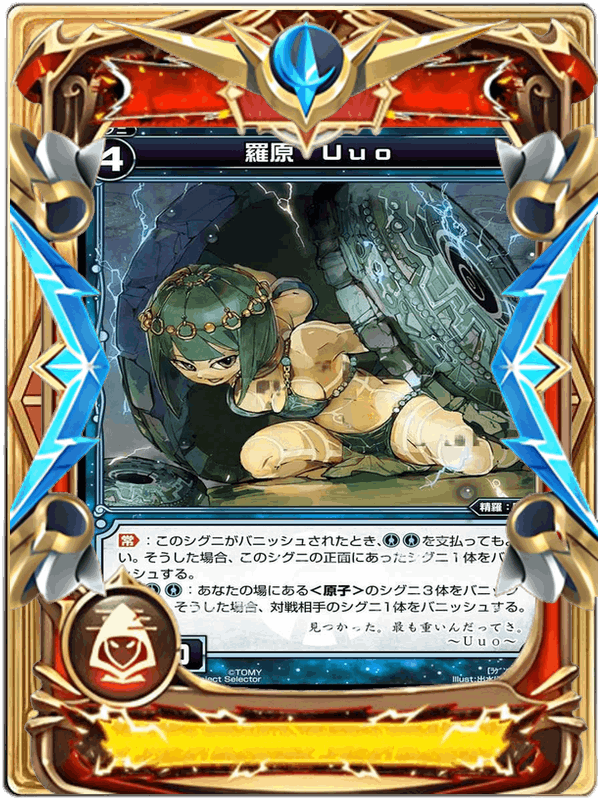 4
羅原 Uuo
精羅:
常:このシグニがバニッシュされたとき、を支払っても
い。そうした場合、このシグニの正面にあったシグニ1体を
ッシュする。
:あなたの場にある<原子>のシグニ3体をバニ
そうした場合、対戦相手のシグニ1体をバニッシュする。
見つかった。最も重いんだってさ。
~Uuo~
©TOMY
ject Selector
Illust: